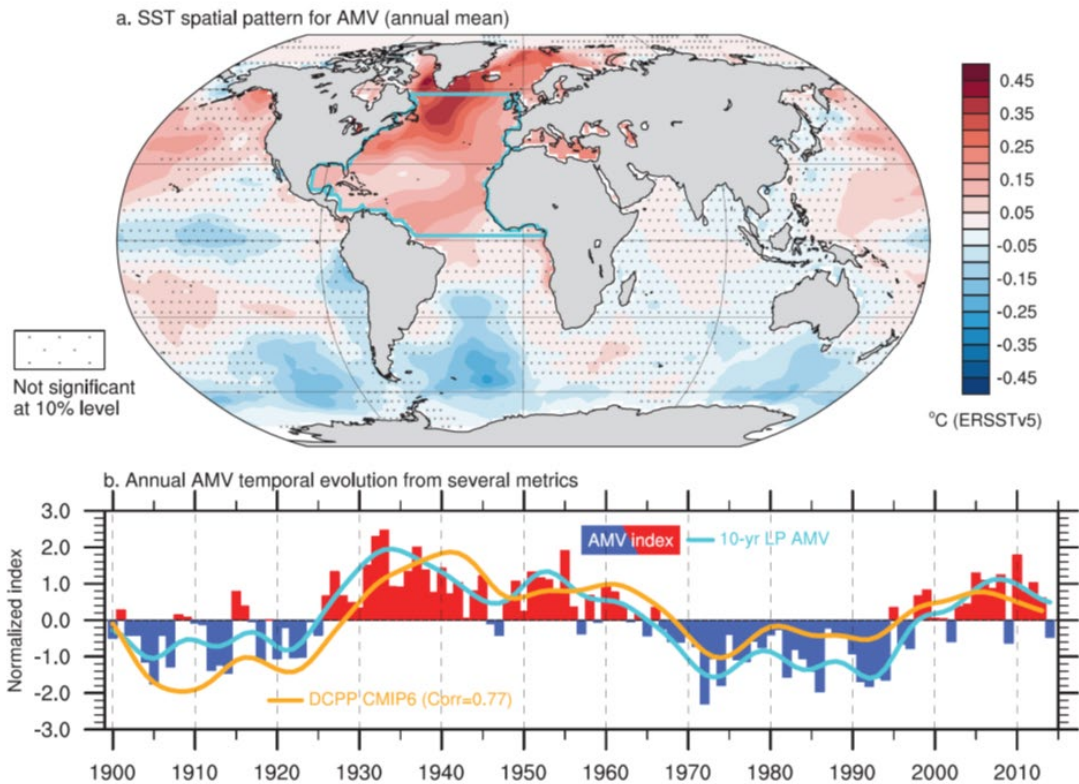 a. SST spatial pattern for AMV (annual mean)
0.45
0.35
0.25
0.15
0.05
-0.05
-0.15
-0.25
-0.35
-0.45
°C (ERSSTv5)
Not significant
at 10% level
b. Annual AMV temporal evolution from several metrics
Normalized index
3.0
2.0
1.0
0.0
-1.0
-2.0
-3.0
AMV index
10-yr LP AMV
DCPP CMIP6 (Corr=0.77)
1900 1910 1920 1930 1940 1950 1960 1970 1980 1990 2000 2010